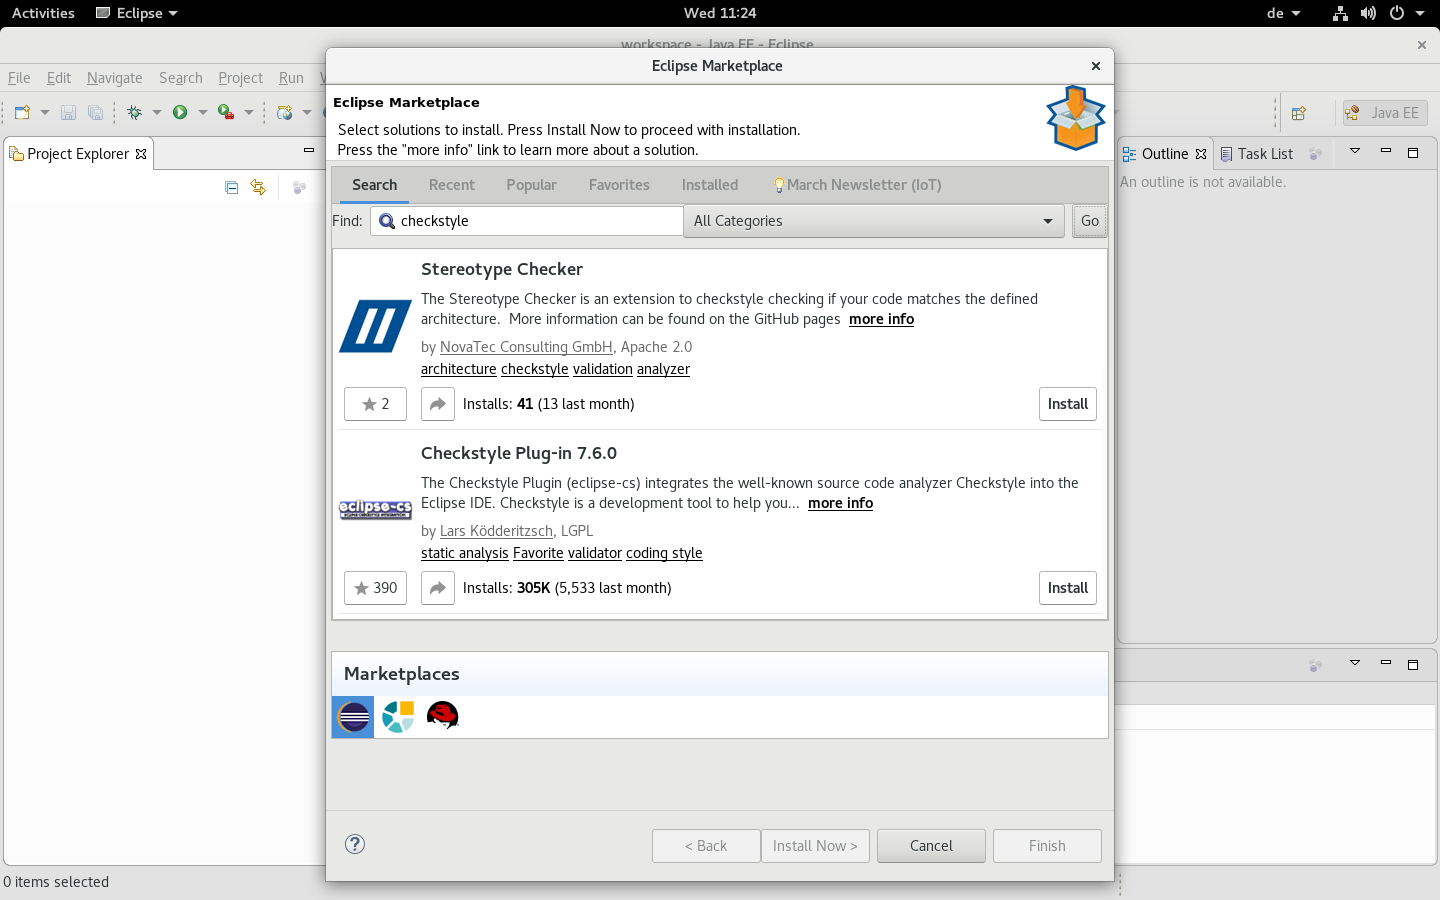 Activities Eclipse Wed 11:24 de
workspace - Java EE - Eclipse
Eclipse Marketplace
File Edit Navigate Search Project Run
Eclipse Marketplace
Select solutions to install. Press Install Now to proceed with installation.
Press the "more info" link to learn more about a solution.
Java EE
Project Explorer
Outline Task List
An outline is not available.
Search Recent Popular Favorites Installed March Newsletter (IoT)
Find: checkstyle All Categories Go
Stereotype Checker
The Stereotype Checker is an extension to checkstyle checking if your code matches the defined
architecture. More information can be found on the GitHub pages more info
by NovaTec Consulting GmbH, Apache 2.0
architecture checkstyle validation analyzer
2 Installs: 41 (13 last month) Install
Checkstyle Plug-in 7.6.0
The Checkstyle Plugin (eclipse-cs) integrates the well-known source code analyzer Checkstyle into the
eclipse-cs
Eclipse IDE. Checkstyle is a development tool to help you... more info
by Lars Ködderitzsch, LGPL
static analysis Favorite validator coding style
390 Installs: 305K (5,533 last month) Install
Marketplaces
< Back Install Now > Cancel Finish
0 items selected